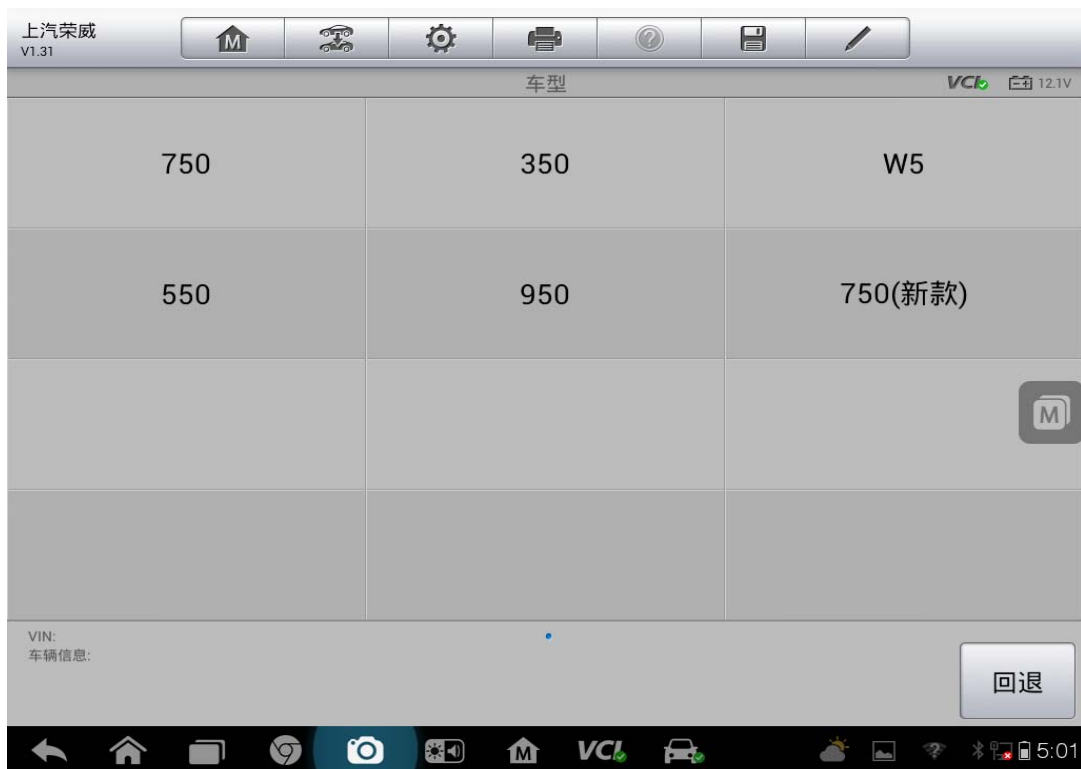 上汽荣威
V1.31
M
?
车型
VCI
12.1V
750
350
W5
550
950
750(新款)
M
VIN:
车辆信息:
回退
M
VCI
?
5:01